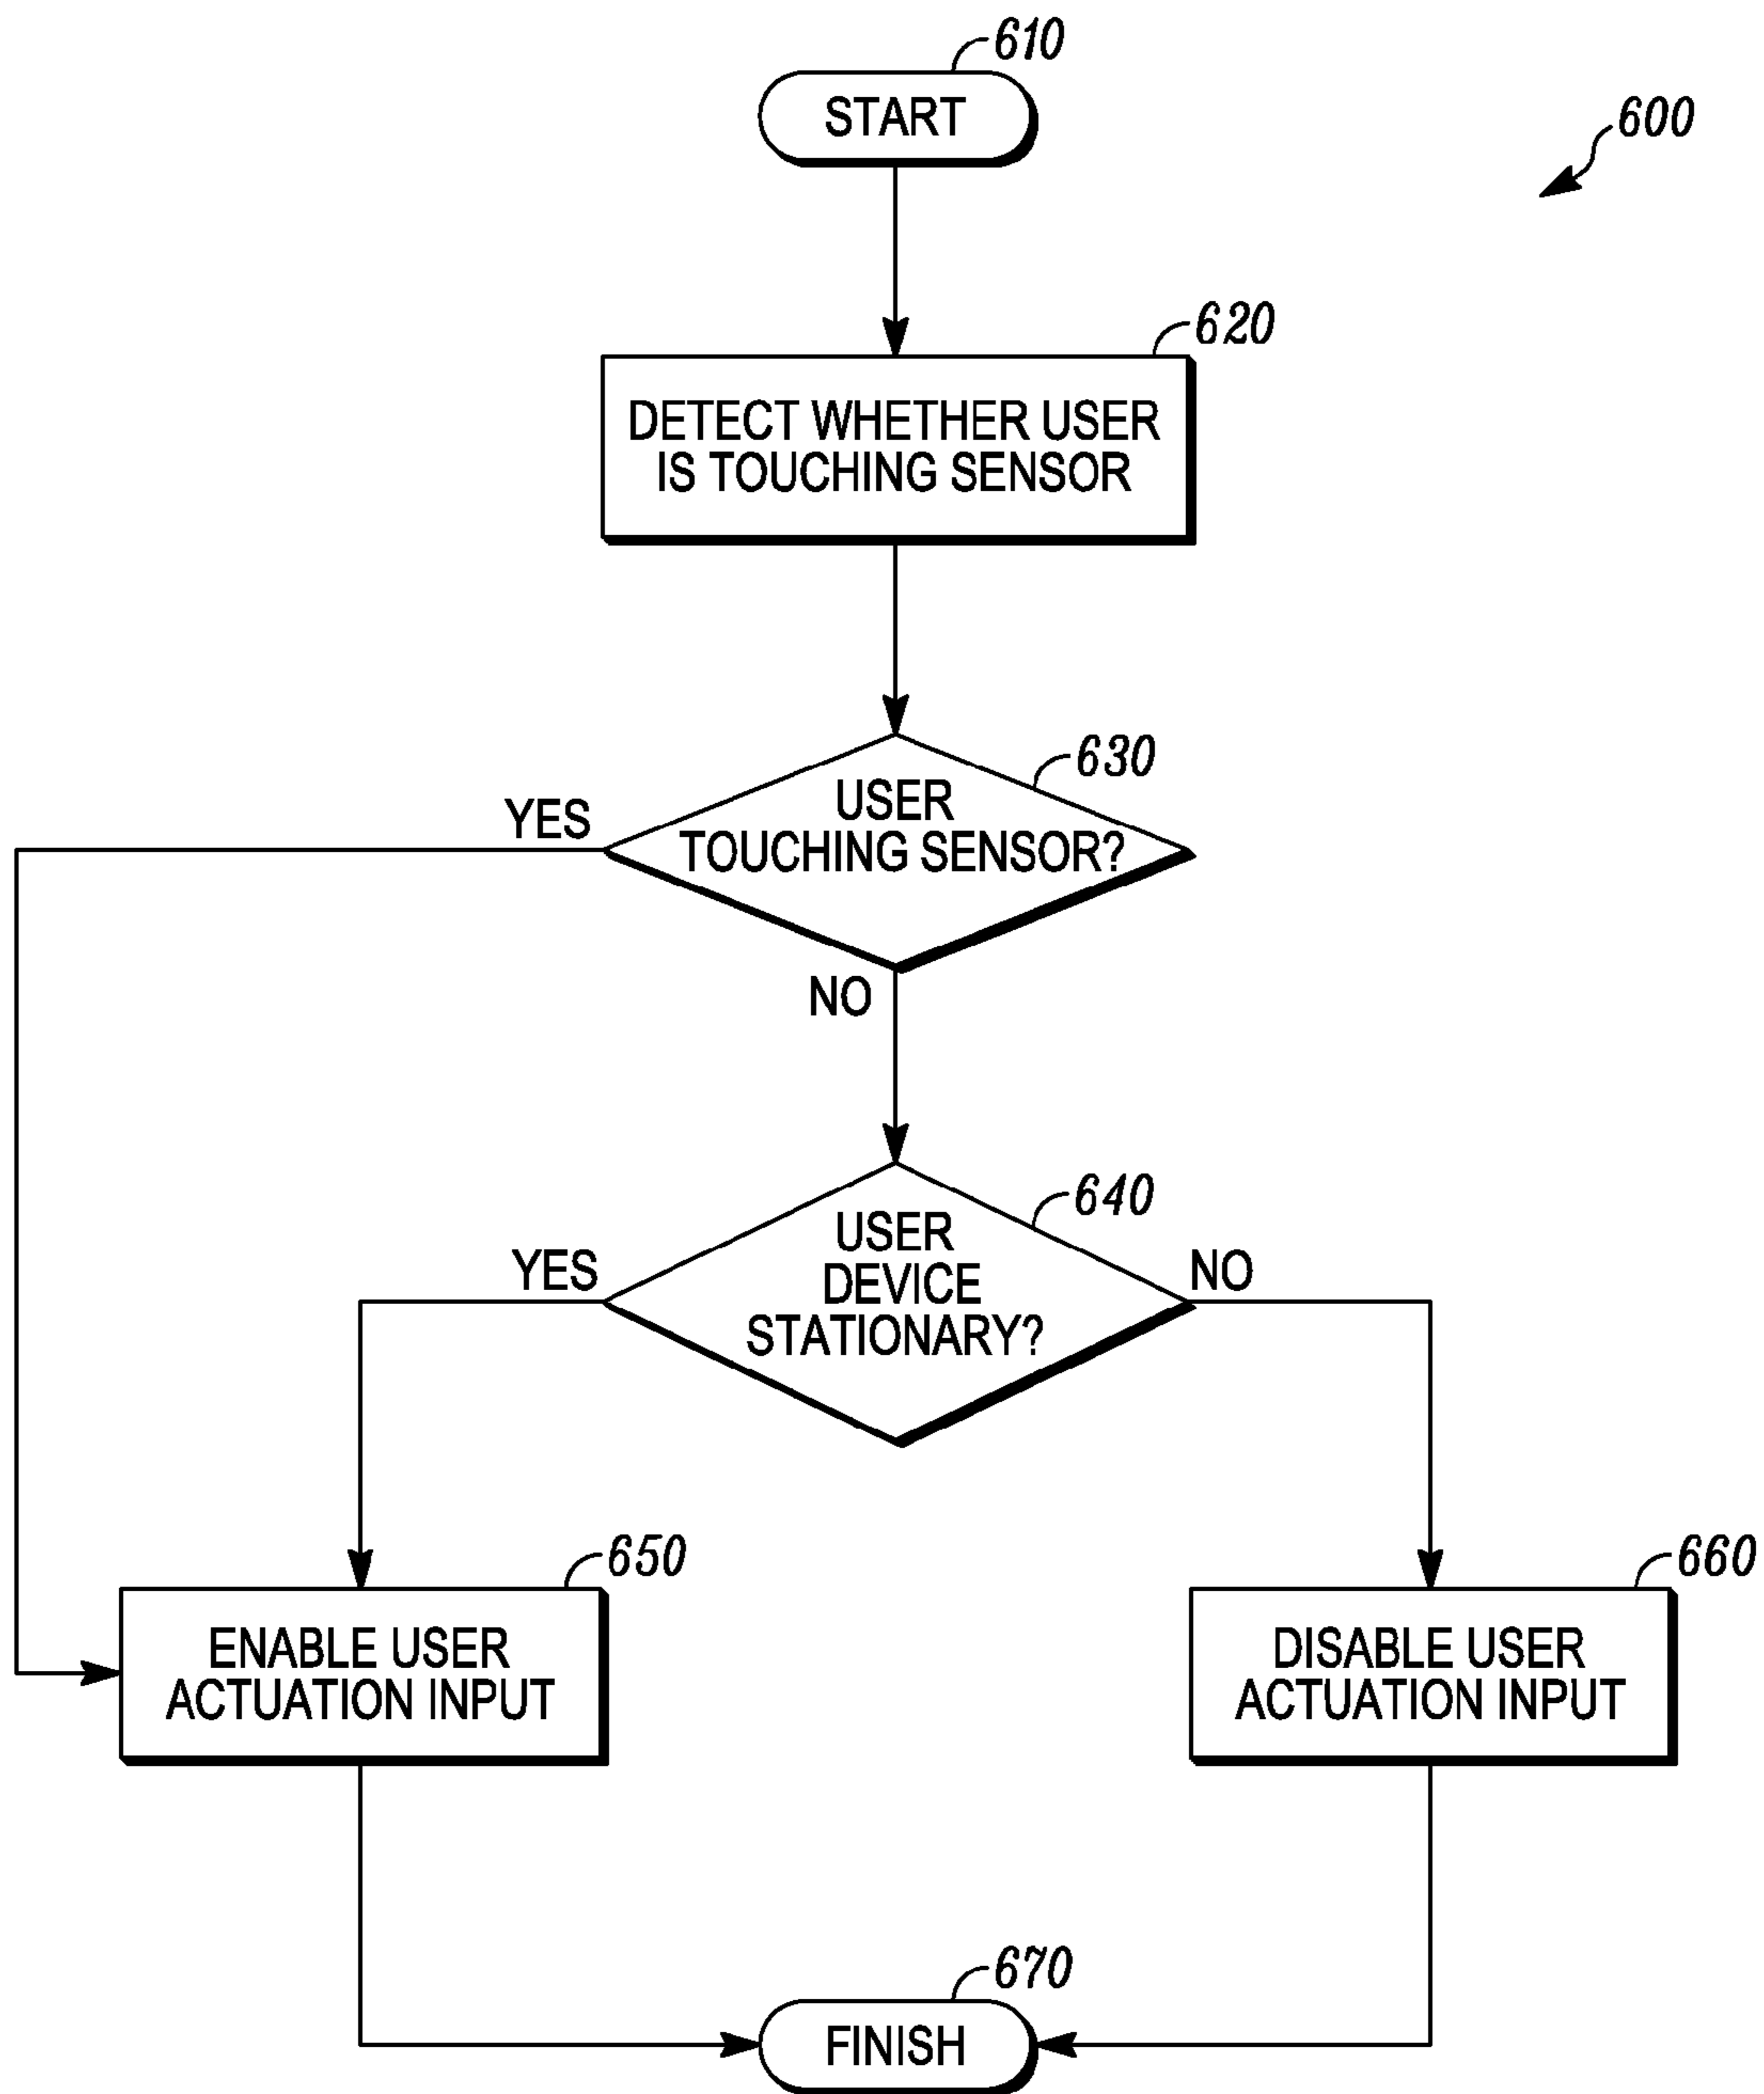 610
START
600
620
DETECT WHETHER USER
IS TOUCHING SENSOR
630
USER
TOUCHING SENSOR?
YES
NO
640
USER
DEVICE
STATIONARY?
YES
NO
650
ENABLE USER
ACTUATION INPUT
660
DISABLE USER
ACTUATION INPUT
670
FINISH